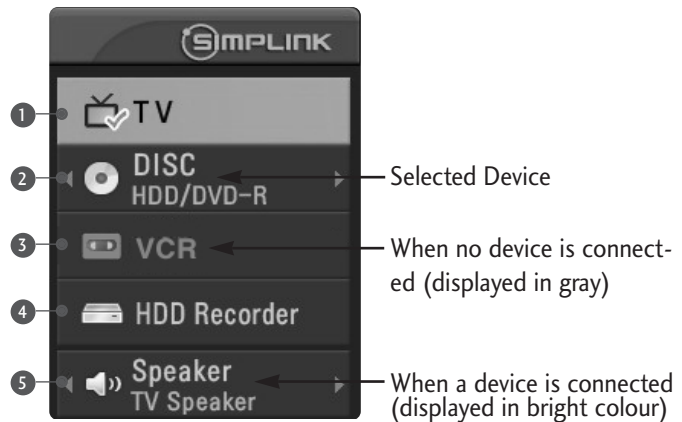 SIMPLINK
1 TV
2 DISC
HDD/DVD-R
Selected Device
3 VCR
When no device is connect-
ed (displayed in gray)
4 HDD Recorder
5 Speaker
TV Speaker
When a device is connected
(displayed in bright colour)